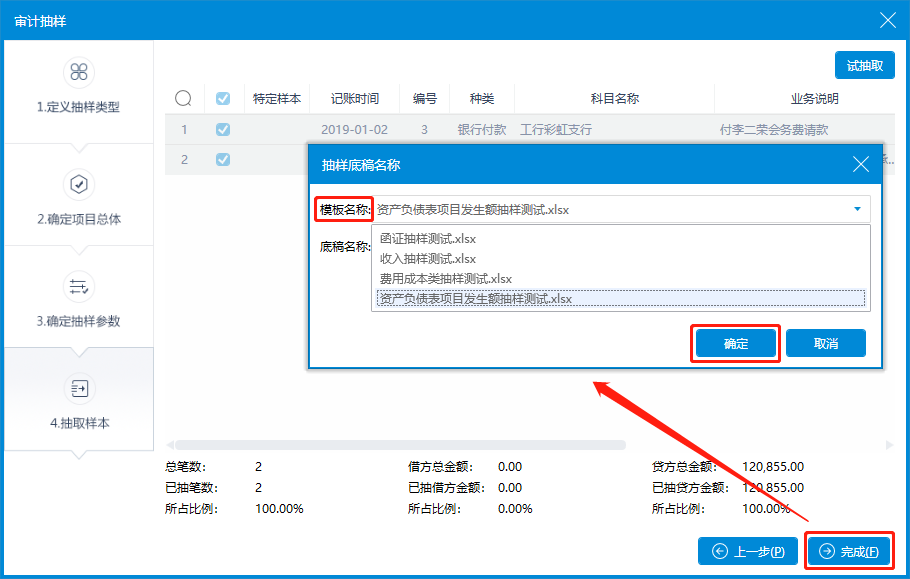 审计抽样
1.定义抽样类型
2.确定项目总体
3.确定抽样参数
4.抽取样本
试抽取
特定样本 记账时间 编号 种类 科目名称 业务说明
1 2019-01-02 3 银行付款 工行彩虹支行 付李二荣会务费请款
2
抽样底稿名称
模板名称: 资产负债表项目发生额抽样测试.xlsx
底稿名称:
函证抽样测试.xlsx
收入抽样测试.xlsx
费用成本类抽样测试.xlsx
资产负债表项目发生额抽样测试.xlsx
确定 取消
总笔数: 2 借方总金额: 0.00 贷方总金额: 120,855.00
已抽笔数: 2 已抽借方金额: 0.00 已抽贷方金额: 120,855.00
所占比例: 100.00% 所占比例: 0.00% 所占比例: 100.00%
上一步(P) 完成(F)